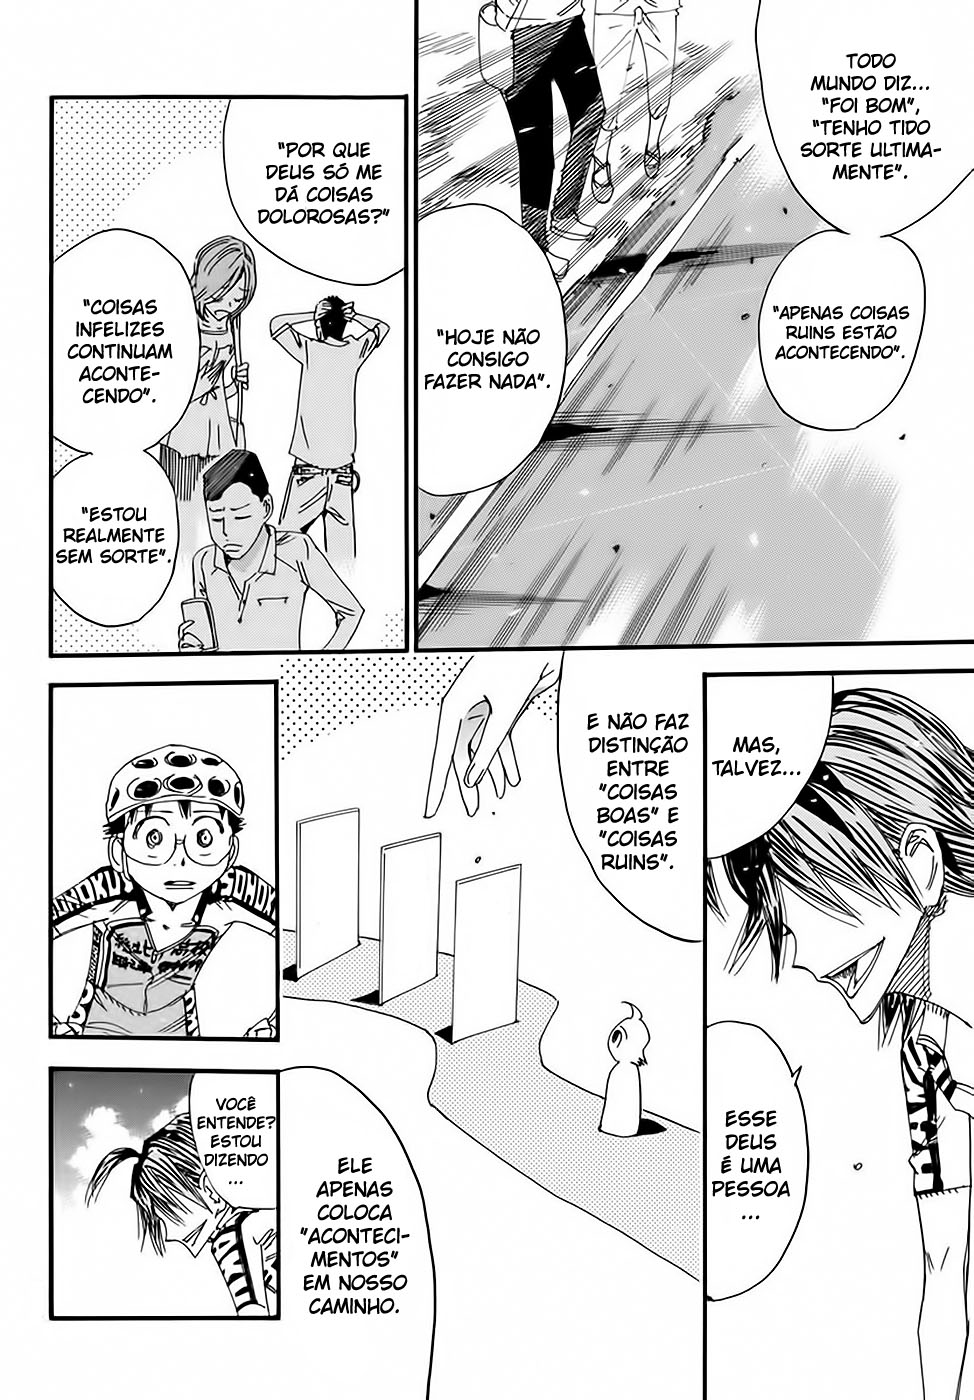 TODO
MUNDO DIZ...
"FOI BOM",
"TENHO TIDO
SORTE ULTIMA-
MENTE".
"APENAS COISAS
RUINS ESTÃO
ACONTECENDO".
"HOJE NÃO
CONSIGO
FAZER NADA".
"POR QUE
DEUS SÓ ME
DÁ COISAS
DOLOROSAS?"
"COISAS
INFELIZES
CONTINUAM
ACONTE-
CENDO".
"ESTOU
REALMENTE
SEM SORTE".
MAS,
TALVEZ...
ESSE
DEUS
É UMA
PESSOA
...
E NÃO FAZ
DISTINÇÃO
ENTRE
"COISAS
BOAS" E
"COISAS
RUINS".
ELE
APENAS
COLOCA
"ACONTECI-
MENTOS"
EM NOSSO
CAMINHO.
SOHOKU
VOCÊ
ENTENDE?
ESTOU
DIZENDO
...